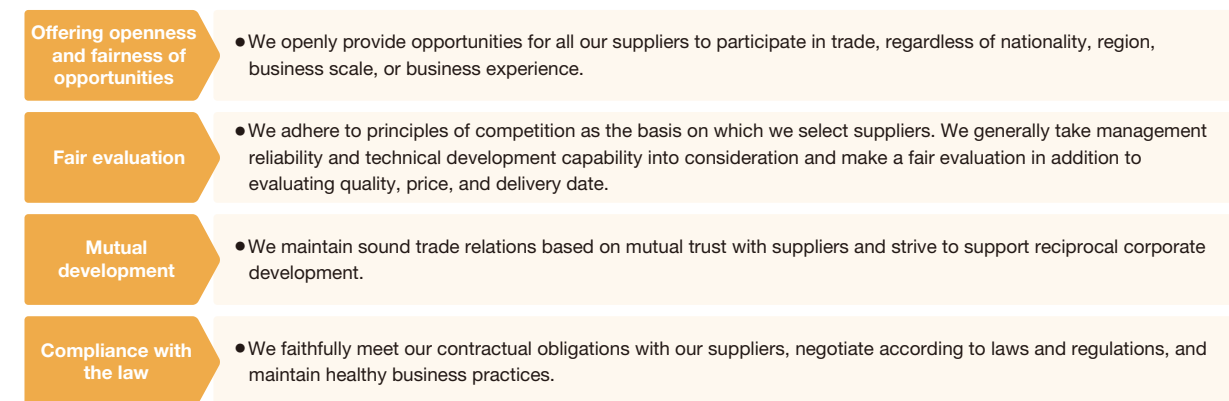 Offering openness
and fairness of
opportunities
●We openly provide opportunities for all our suppliers to participate in trade, regardless of nationality, region,
business scale, or business experience.
Fair evaluation
●We adhere to principles of competition as the basis on which we select suppliers. We generally take management
reliability and technical development capability into consideration and make a fair evaluation in addition to
evaluating quality, price, and delivery date.
Mutual
development
●We maintain sound trade relations based on mutual trust with suppliers and strive to support reciprocal corporate
development.
Compliance with
the law
●We faithfully meet our contractual obligations with our suppliers, negotiate according to laws and regulations, and
maintain healthy business practices.